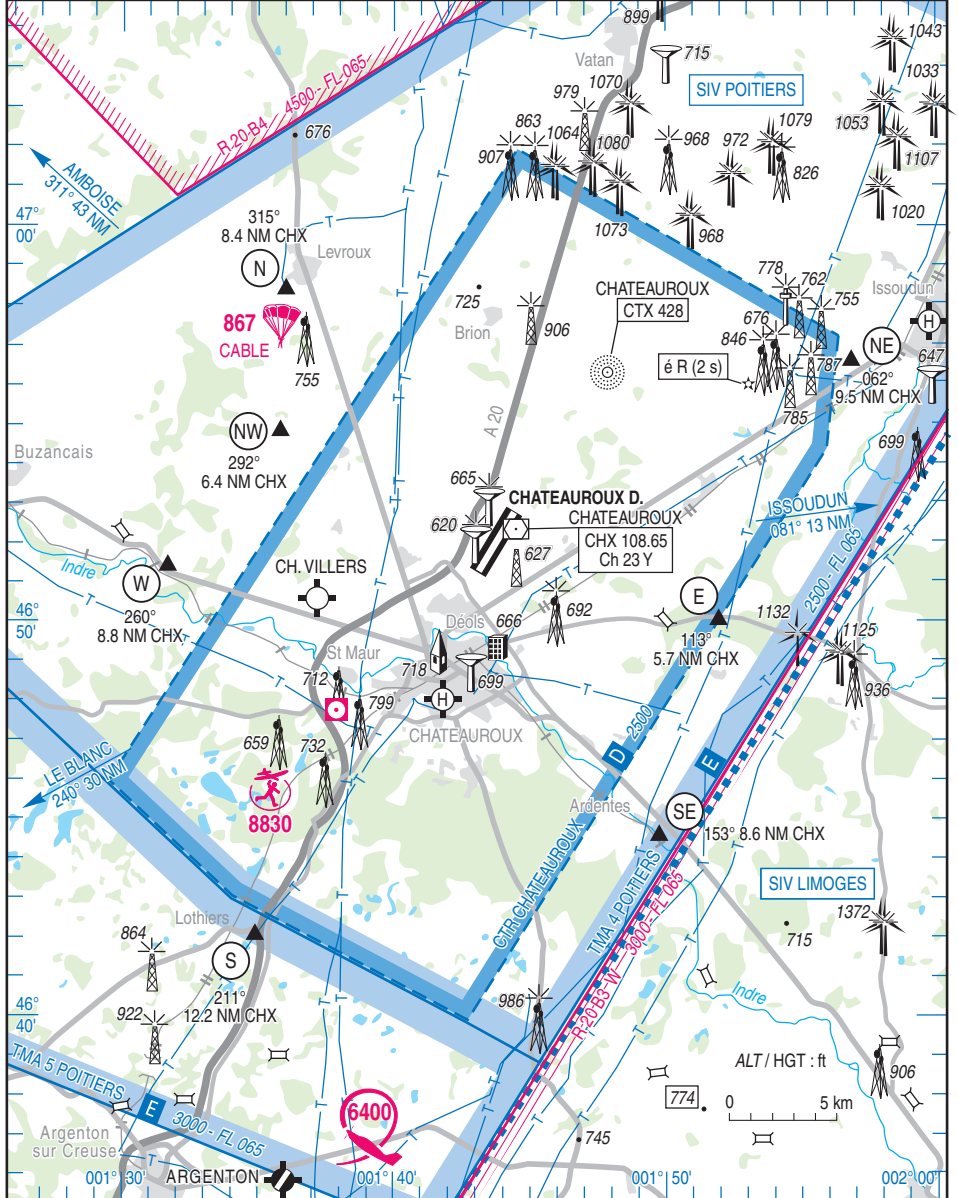 899
715
1043
Vatan
1070
979
SIV POITIERS
1033
R 20 B4 4500 - FL 065
676
863
1064
1080
968
972
1079
826
1053
1107
907
AMBOISE
311° 43 NM
1020
1073
968
47°
00'
315°
8.4 NM CHX
N
Levroux
778
762
755
Issoudun
725
Brion
906
CHATEAUROUX
CTX 428
676
846
H
867
CABLE
755
NE
647
é R (2 s)
787
062°
9.5 NM CHX
785
A 20
NW
292°
6.4 NM CHX
Buzancais
699
665
CHATEAUROUX D.
ISSOUDUN
081° 13 NM
620
CHATEAUROUX
CHX 108.65
Ch 23 Y
627
2500 - FL 065
Indre
W
260°
8.8 NM CHX
CH. VILLERS
692
E
113°
5.7 NM CHX
1132
1125
46°
50'
Déols
666
St Maur
718
699
712
799
936
H
CHATEAUROUX
659
732
D 2500
E
LE BLANC
240° 30 NM
8830
Ardentes
SE
153° 8.6 NM CHX
CTR CHATEAUROUX
TMA 4 POITIERS
R 20 B3 W 3000 - FL 065
SIV LIMOGES
1372
715
Lothiers
864
S
211°
12.2 NM CHX
986
Indre
46°
40'
922
ALT / HGT : ft
906
TMA 5 POITIERS
E
3000 - FL 065
774
0 5 km
6400
745
Argenton
sur Creuse
ARGENTON
001° 30'
001° 40'
001° 50'
002° 00'
T